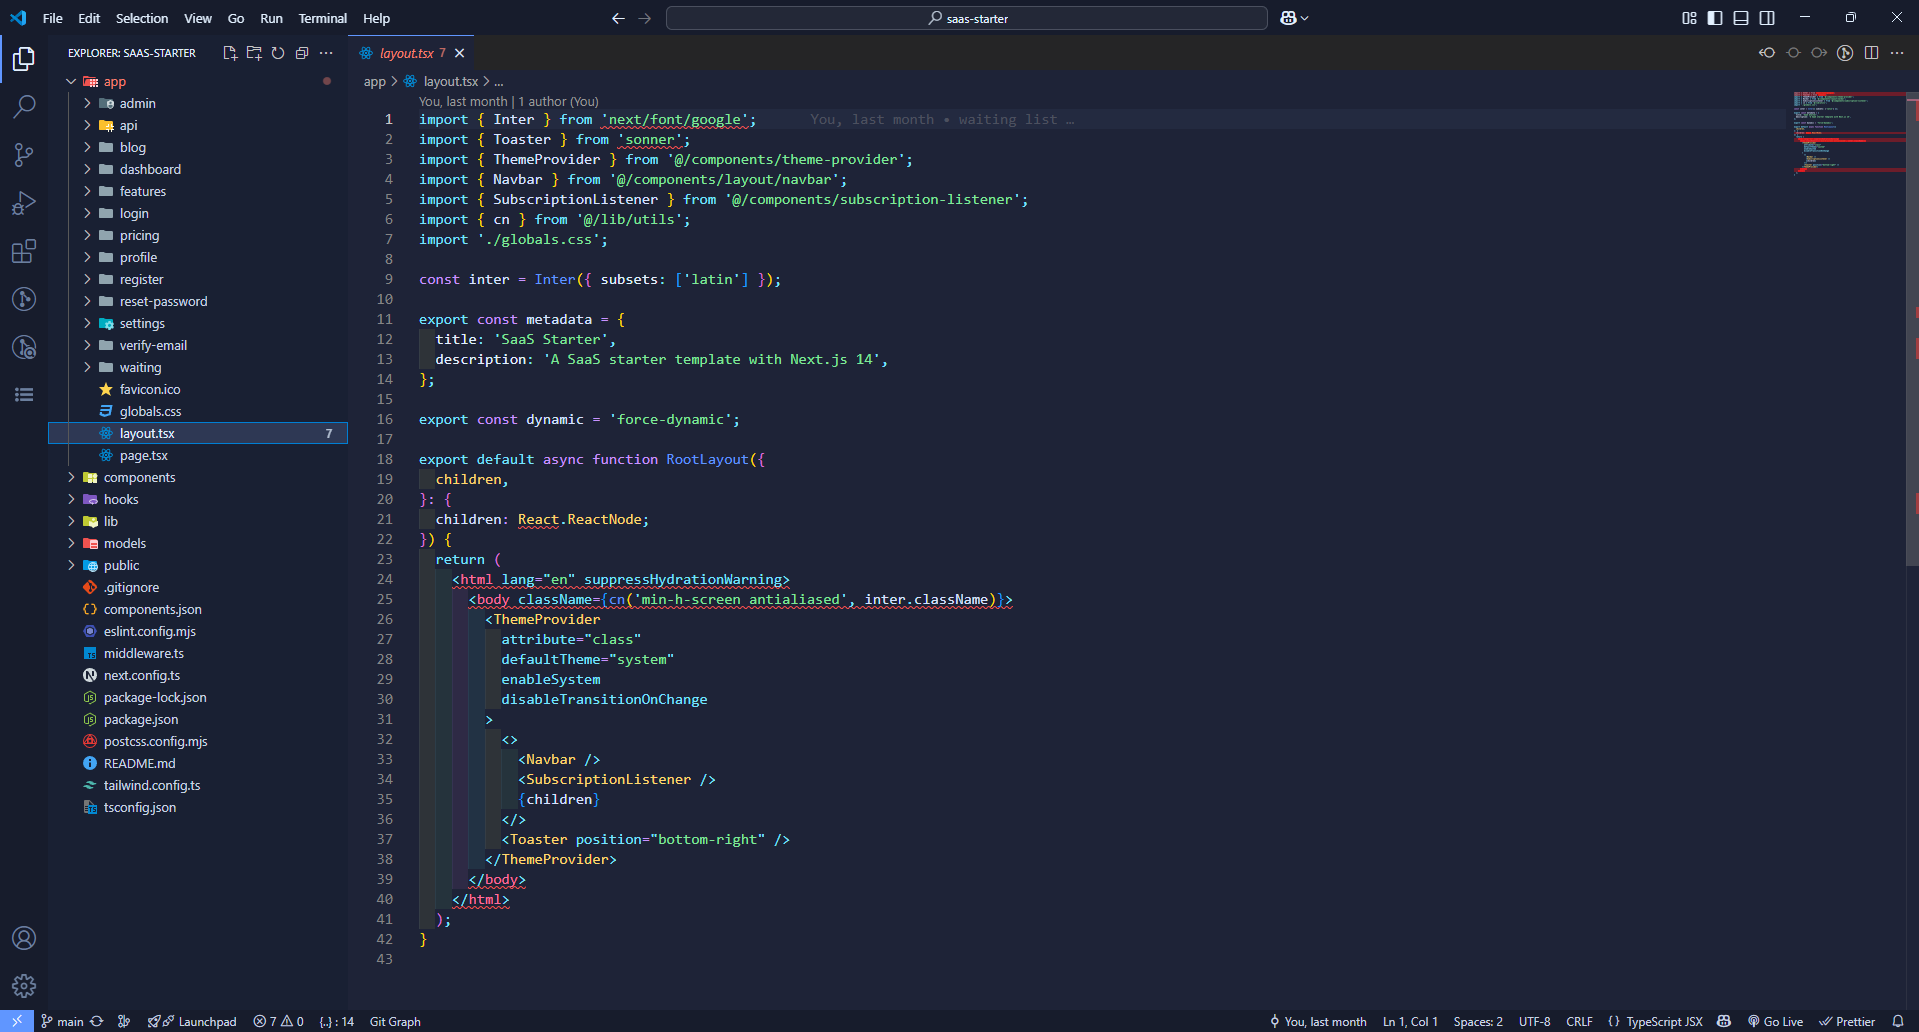 File Edit Selection View Go Run Terminal Help
saas-starter
EXPLORER: SAAS-STARTER
app
admin
api
blog
dashboard
features
login
pricing
profile
register
reset-password
settings
verify-email
waiting
favicon.ico
globals.css
layout.tsx 7
page.tsx
components
hooks
lib
models
public
.gitignore
components.json
eslint.config.mjs
middleware.ts
next.config.ts
package-lock.json
package.json
postcss.config.mjs
README.md
tailwind.config.ts
tsconfig.json
layout.tsx 7
app > layout.tsx > ...
You, last month | 1 author (You)
1 import { Inter } from 'next/font/google'; You, last month • waiting list …
2 import { Toaster } from 'sonner';
3 import { ThemeProvider } from '@/components/theme-provider';
4 import { Navbar } from '@/components/layout/navbar';
5 import { SubscriptionListener } from '@/components/subscription-listener';
6 import { cn } from '@/lib/utils';
7 import './globals.css';
8
9 const inter = Inter({ subsets: ['latin'] });
10
11 export const metadata = {
12   title: 'SaaS Starter',
13   description: 'A SaaS starter template with Next.js 14',
14 };
15
16 export const dynamic = 'force-dynamic';
17
18 export default async function RootLayout({
19   children,
20 }: {
21   children: React.ReactNode;
22 }) {
23   return (
24     <html lang="en" suppressHydrationWarning>
25       <body className={cn('min-h-screen antialiased', inter.className)}>
26         <ThemeProvider
27           attribute="class"
28           defaultTheme="system"
29           enableSystem
30           disableTransitionOnChange
31         >
32           <>
33             <Navbar />
34             <SubscriptionListener />
35             {children}
36           </>
37           <Toaster position="bottom-right" />
38         </ThemeProvider>
39       </body>
40     </html>
41   );
42 }
43
main Launchpad 7 0 {..} : 14 Git Graph You, last month Ln 1, Col 1 Spaces: 2 UTF-8 CRLF {} TypeScript JSX Go Live Prettier